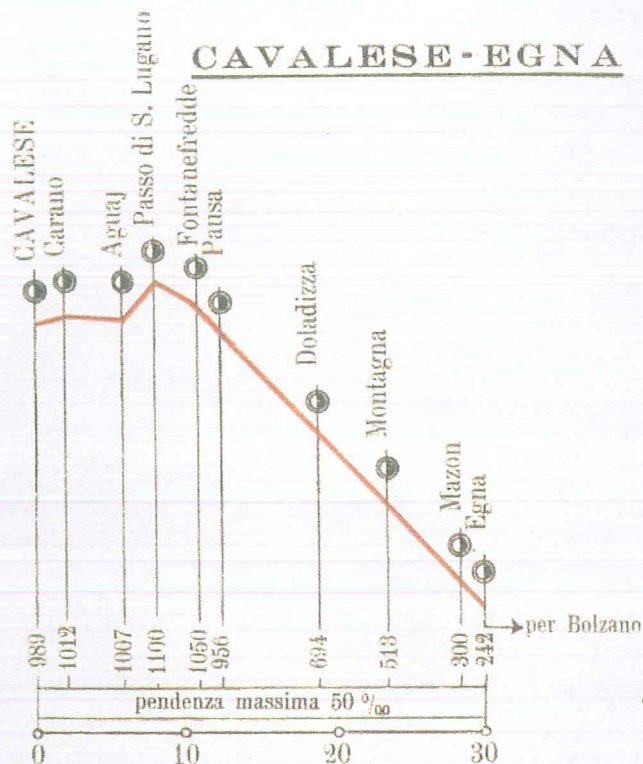 CAVALESE-EGNA
CAVALESE
Carano
Aguaj
Passo di S. Lugano
Fontanefredde
Pausa
Doladizza
Montagna
Mazon
Egna
989
1012
1007
1100
1050
956
694
513
300
242
per Bolzano
pendenza massima 50 ‰
0
10
20
30